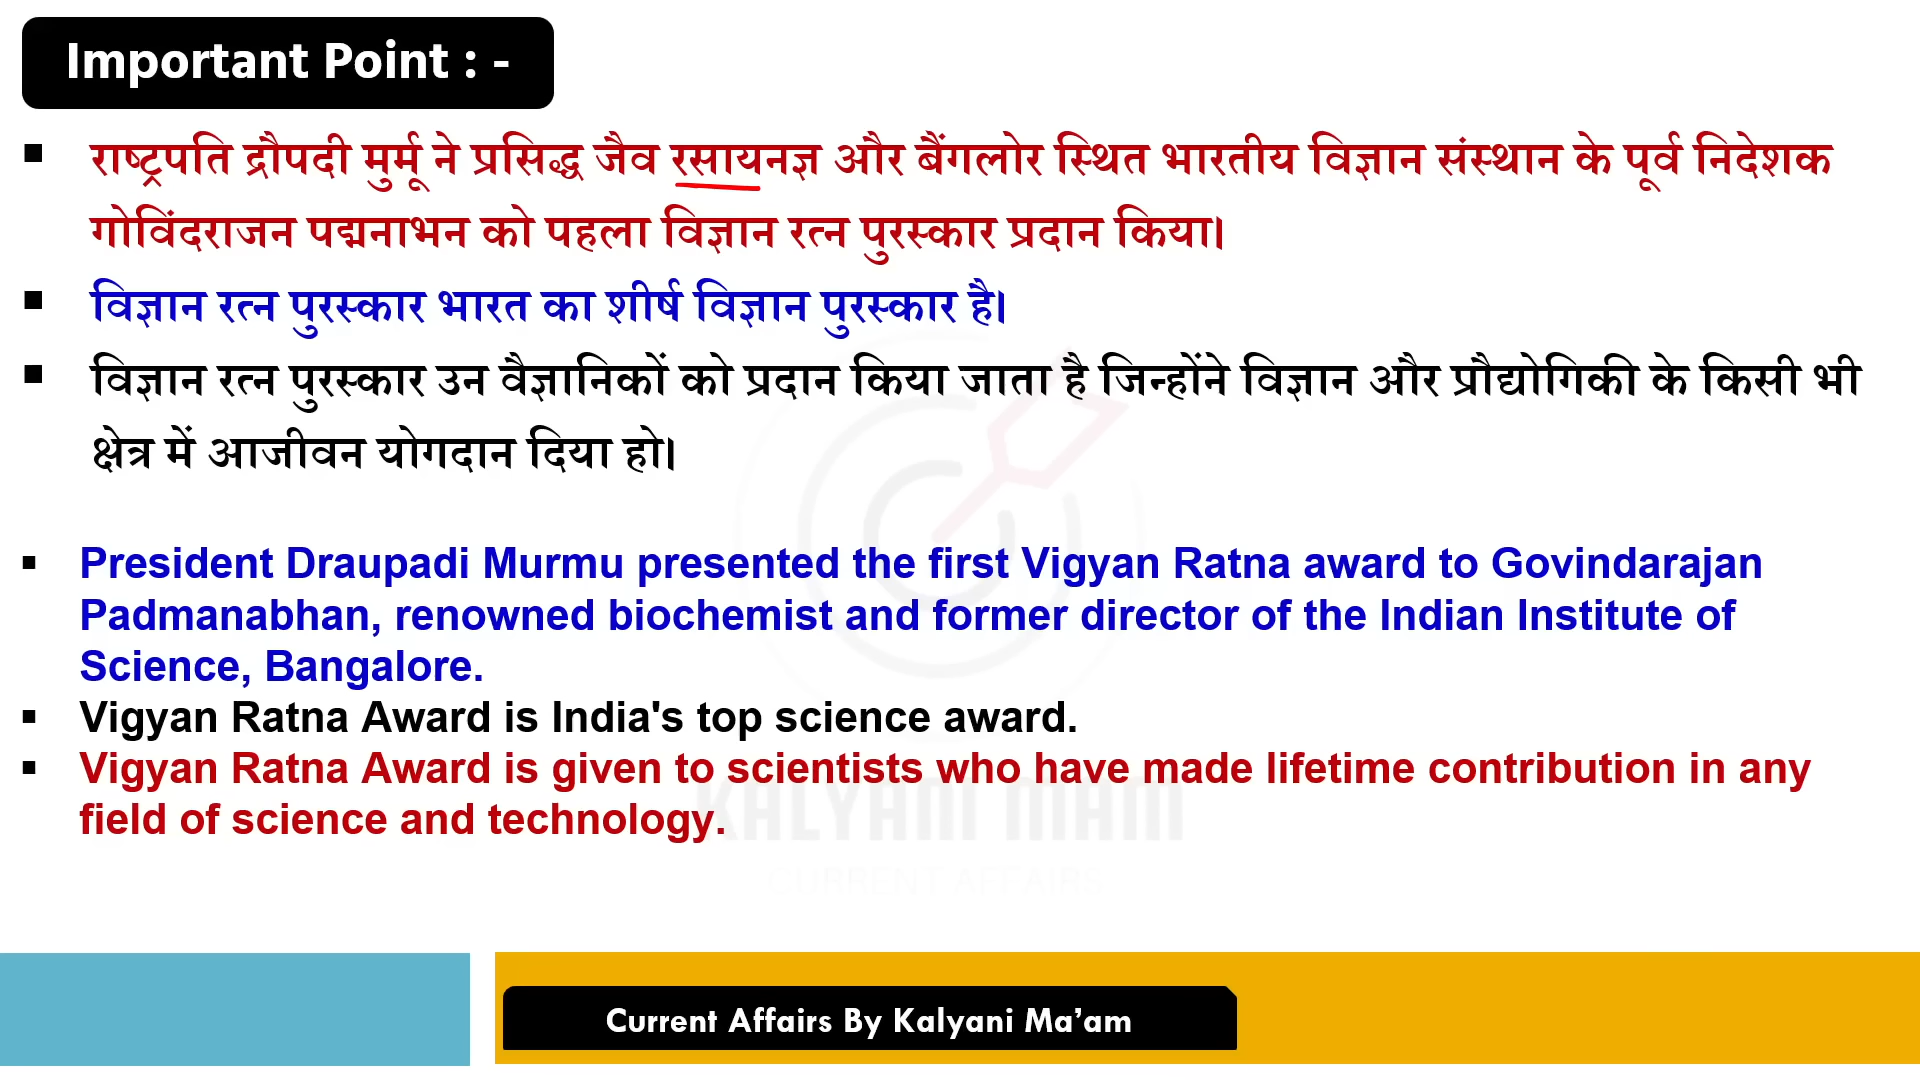 Important Point : -
▪ राष्ट्रपति द्रौपदी मुर्मू ने प्रसिद्ध जैव रसायनज्ञ और बैंगलोर स्थित भारतीय विज्ञान संस्थान के पूर्व निदेशक
गोविंदराजन पद्मनाभन को पहला विज्ञान रत्न पुरस्कार प्रदान किया।
▪ विज्ञान रत्न पुरस्कार भारत का शीर्ष विज्ञान पुरस्कार है।
▪ विज्ञान रत्न पुरस्कार उन वैज्ञानिकों को प्रदान किया जाता है जिन्होंने विज्ञान और प्रौद्योगिकी के किसी भी
क्षेत्र में आजीवन योगदान दिया हो।
▪ President Draupadi Murmu presented the first Vigyan Ratna award to Govindarajan
Padmanabhan, renowned biochemist and former director of the Indian Institute of
Science, Bangalore.
▪ Vigyan Ratna Award is India's top science award.
▪ Vigyan Ratna Award is given to scientists who have made lifetime contribution in any
field of science and technology.
KALYANI MAM
CURRENT AFFAIRS
Current Affairs By Kalyani Ma’am